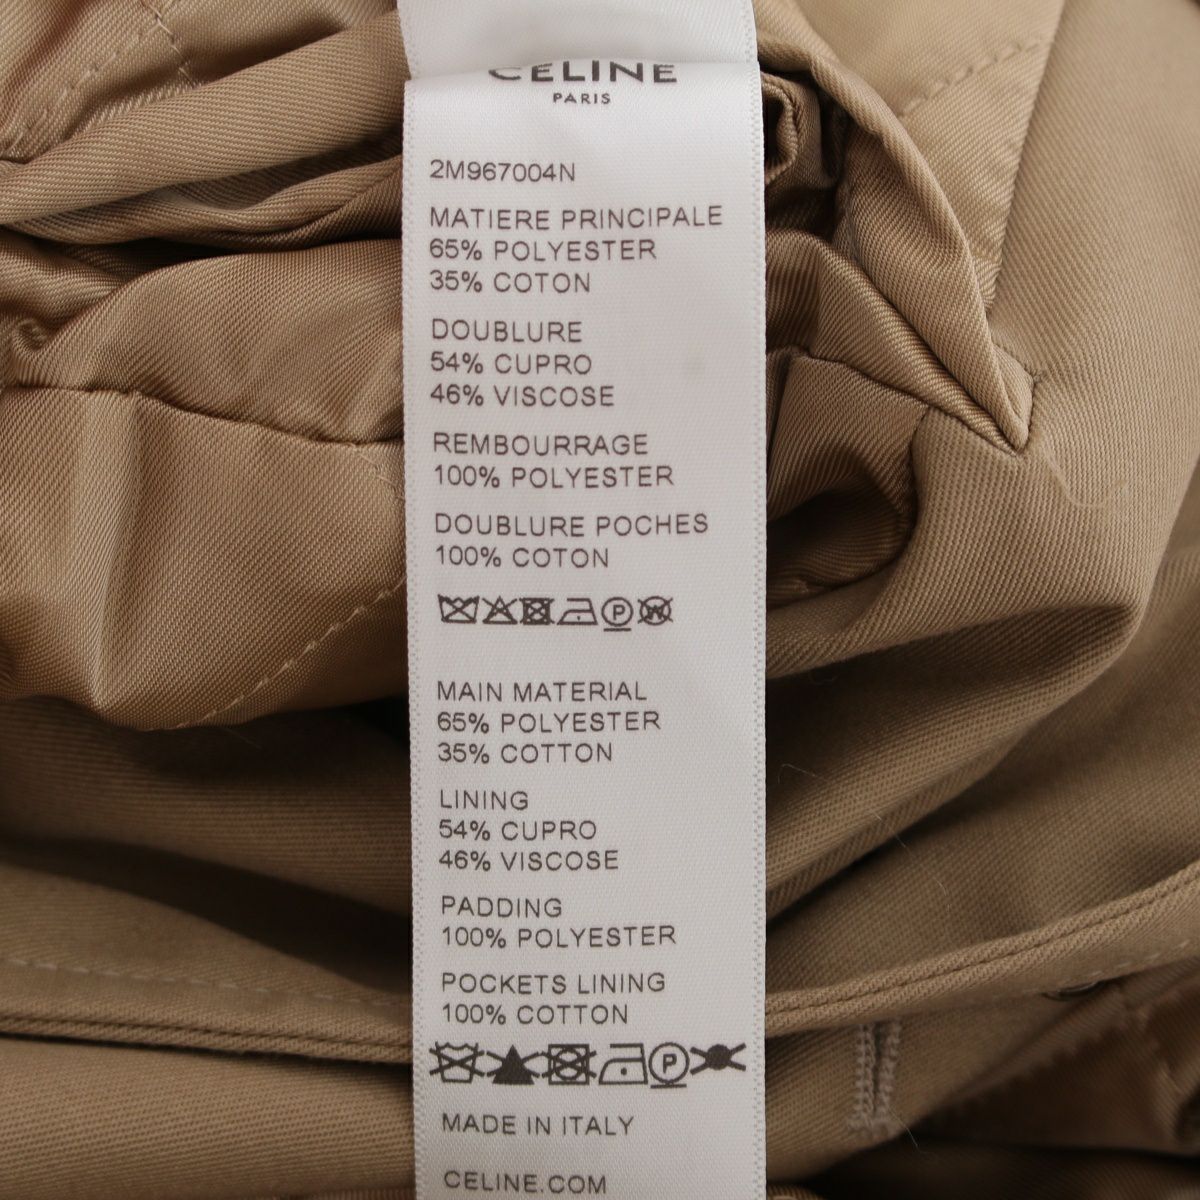 CELINE
PARIS
2M967004N
MATIERE PRINCIPALE
65% POLYESTER
35% COTON
DOUBLURE
54% CUPRO
46% VISCOSE
REMBOURRAGE
100% POLYESTER
DOUBLURE POCHES
100% COTON
P W
MAIN MATERIAL
65% POLYESTER
35% COTTON
LINING
54% CUPRO
46% VISCOSE
PADDING
100% POLYESTER
POCKETS LINING
100% COTTON
P
MADE IN ITALY
CELINE.COM